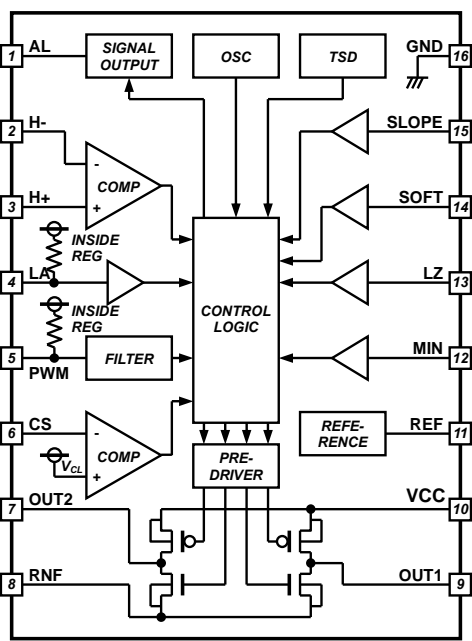 1
AL
SIGNAL
OUTPUT
OSC
TSD
GND
16
2
H-
SLOPE
15
-
COMP
+
3
H+
SOFT
14
INSIDE
REG
4
LA
LZ
13
INSIDE
REG
CONTROL
LOGIC
5
PWM
FILTER
MIN
12
6
CS
-
COMP
VCL
+
REFE-
RENCE
REF
11
PRE-
DRIVER
7
OUT2
VCC
10
8
RNF
OUT1
9